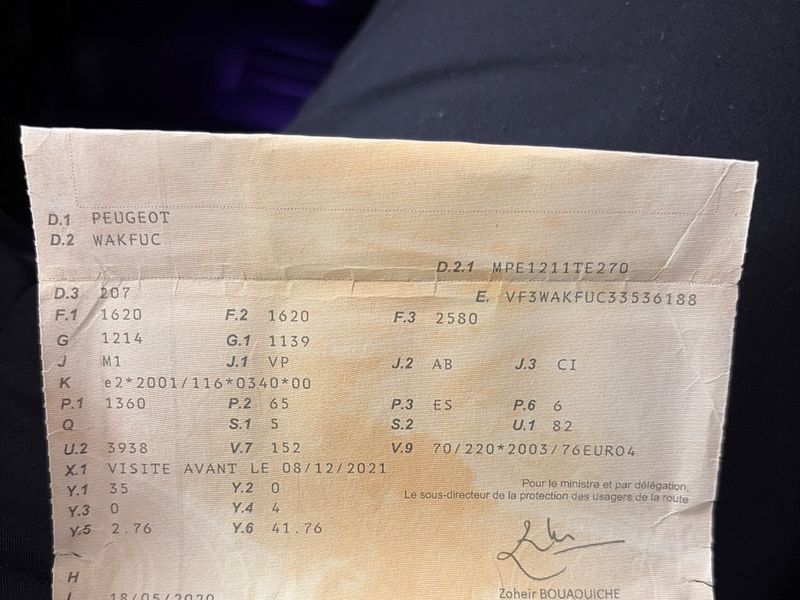 D.1 PEUGEOT
D.2 WAKFUC
D.2.1 MPE1211TE270
D.3 207
E. VF3WAKFUC33536188
F.1 1620 F.2 1620 F.3 2580
G 1214 G.1 1139
J M1 J.1 VP J.2 AB J.3 CI
K e2*2001/116*0340*00
P.1 1360 P.2 65 P.3 ES P.6 6
Q S.1 5 S.2 U.1 82
U.2 3938 V.7 152 V.9 70/220*2003/76EURO4
X.1 VISITE AVANT LE 08/12/2021
Y.1 35 Y.2 0
Pour le ministre et par délégation,
Le sous-directeur de la protection des usagers de la route
Y.3 0 Y.4 4
Y.5 2.76 Y.6 41.76
H
Zoheir BOUAOUICHE
I 18/05/2020